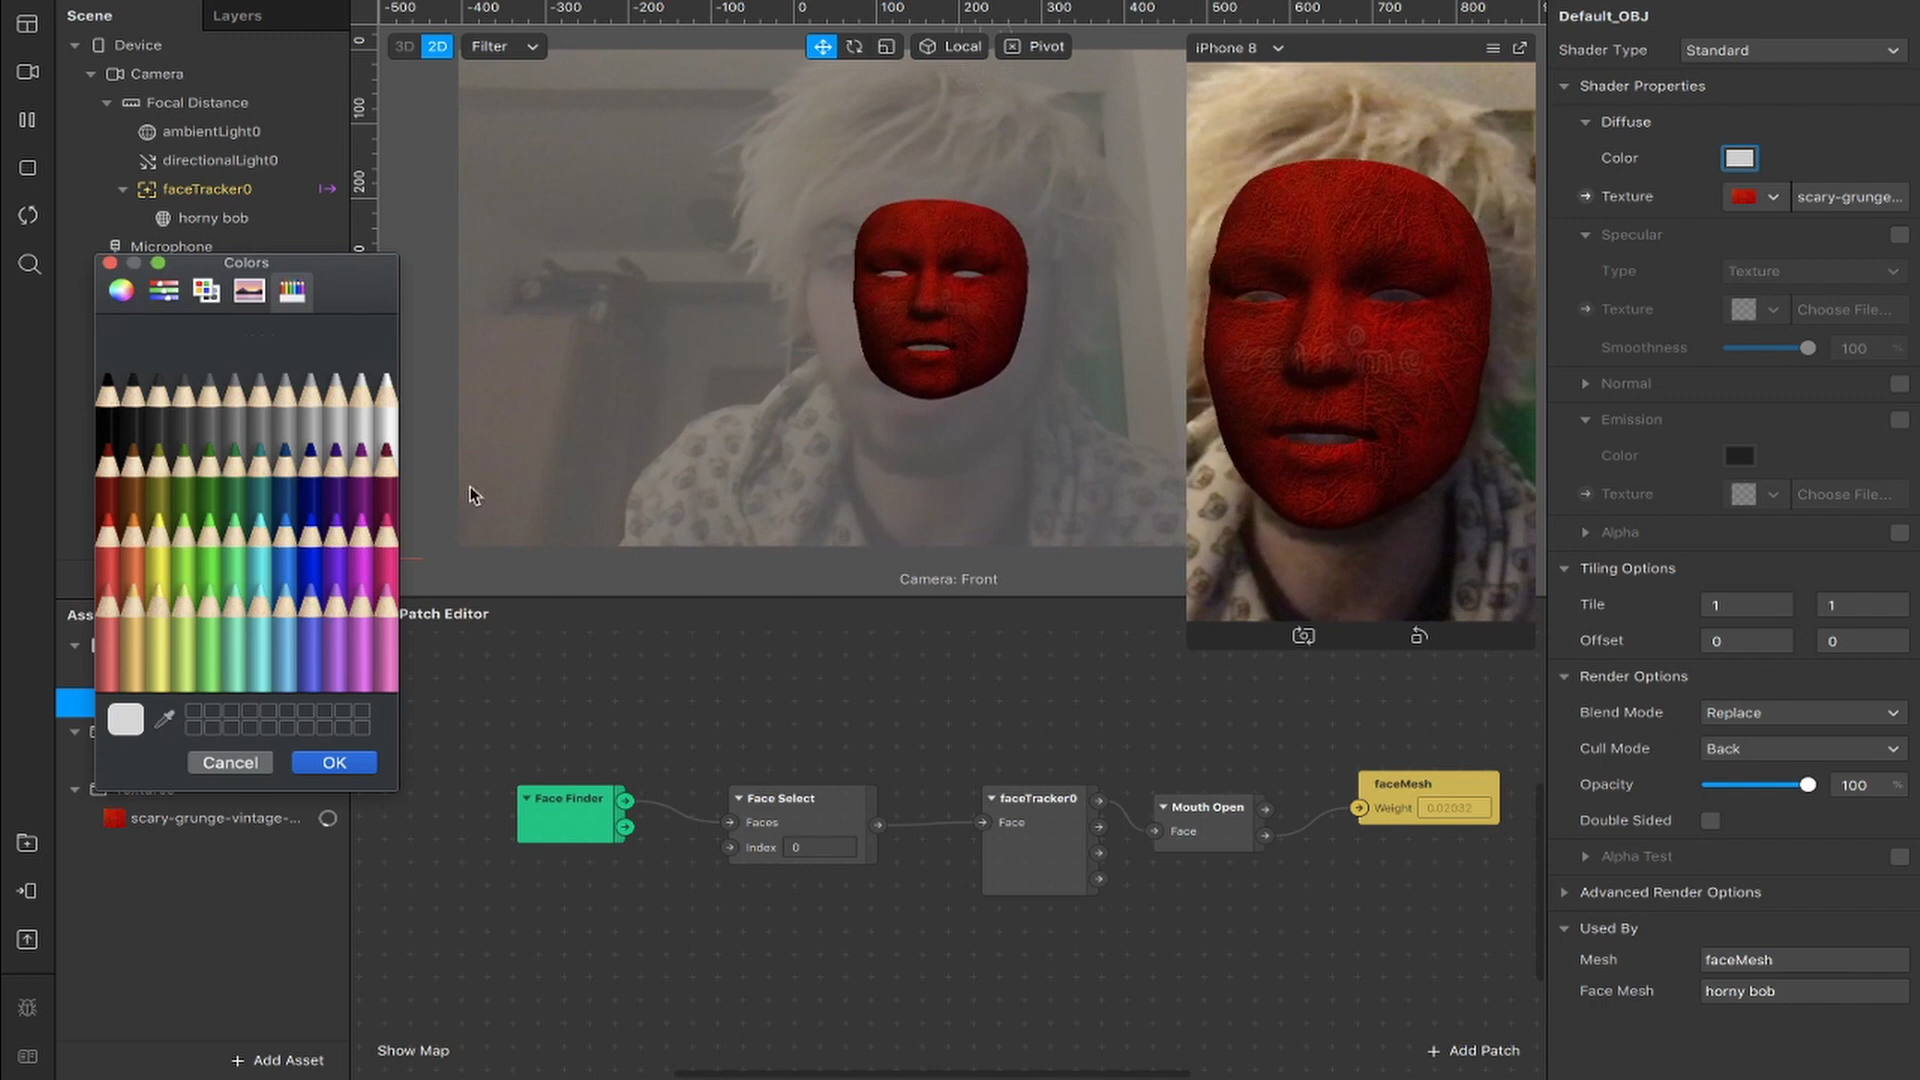 Scene
Layers
Device
Camera
Focal Distance
ambientLight0
directionalLight0
faceTracker0
horny bob
Microphone
Colors
Cancel
OK
scary-grunge-vintage-...
+ Add Asset
-500 -400 -300 -200 -100 0 100 200 300 400 500 600 700 800
0
100
200
3D 2D
Filter
Local
Pivot
Camera: Front
iPhone 8
Patch Editor
Face Finder
Face Select
Faces
Index 0
faceTracker0
Face
Mouth Open
Face
faceMesh
Weight 0.02032
Show Map
+ Add Patch
Default_OBJ
Shader Type Standard
Shader Properties
Diffuse
Color
Texture scary-grunge...
Specular
Type Texture
Texture Choose File...
Smoothness 100 %
Normal
Emission
Color
Texture Choose File...
Alpha
Tiling Options
Tile 1 1
Offset 0 0
Render Options
Blend Mode Replace
Cull Mode Back
Opacity 100 %
Double Sided
Alpha Test
Advanced Render Options
Used By
Mesh faceMesh
Face Mesh horny bob